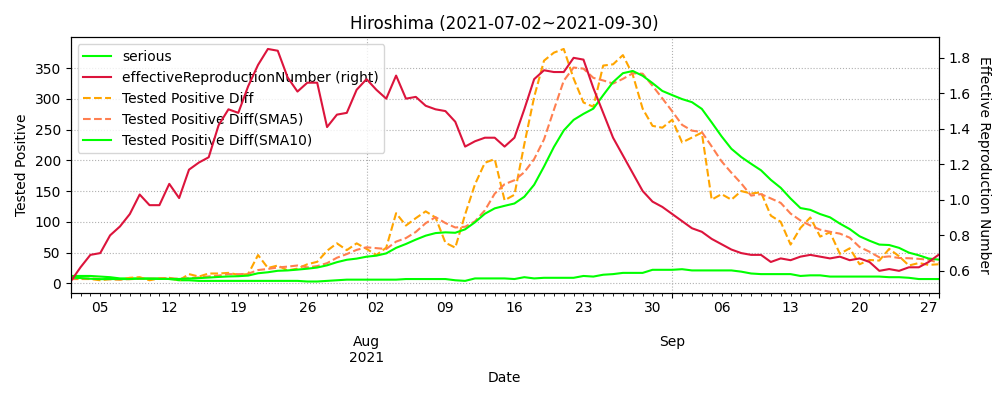 Hiroshima (2021-07-02~2021-09-30)
serious
effectiveReproductionNumber (right)
Tested Positive Diff
Tested Positive Diff(SMA5)
Tested Positive Diff(SMA10)
Tested Positive
350
300
250
200
150
100
50
0
1.8
1.6
1.4
1.2
1.0
0.8
0.6
Effective Reproduction Number
05 12 19 26 02 09 16 23 30 06 13 20 27
Aug Sep
2021
Date